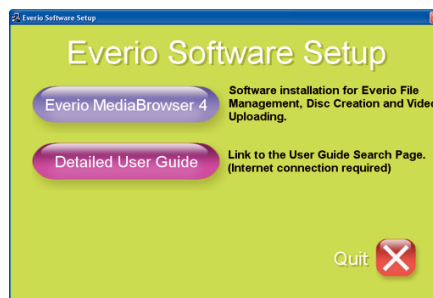 Everio Software Setup
Everio Software Setup
Everio MediaBrowser 4
Software installation for Everio File
Management, Disc Creation and Video
Uploading.
Detailed User Guide
Link to the User Guide Search Page.
(Internet connection required)
Quit